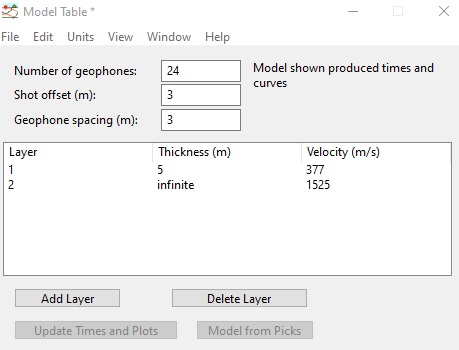 Model Table *
File Edit Units View Window Help
Number of geophones: 24
Model shown produced times and
curves
Shot offset (m): 3
Geophone spacing (m): 3
Layer Thickness (m) Velocity (m/s)
1 5 377
2 infinite 1525
Add Layer Delete Layer
Update Times and Plots Model from Picks